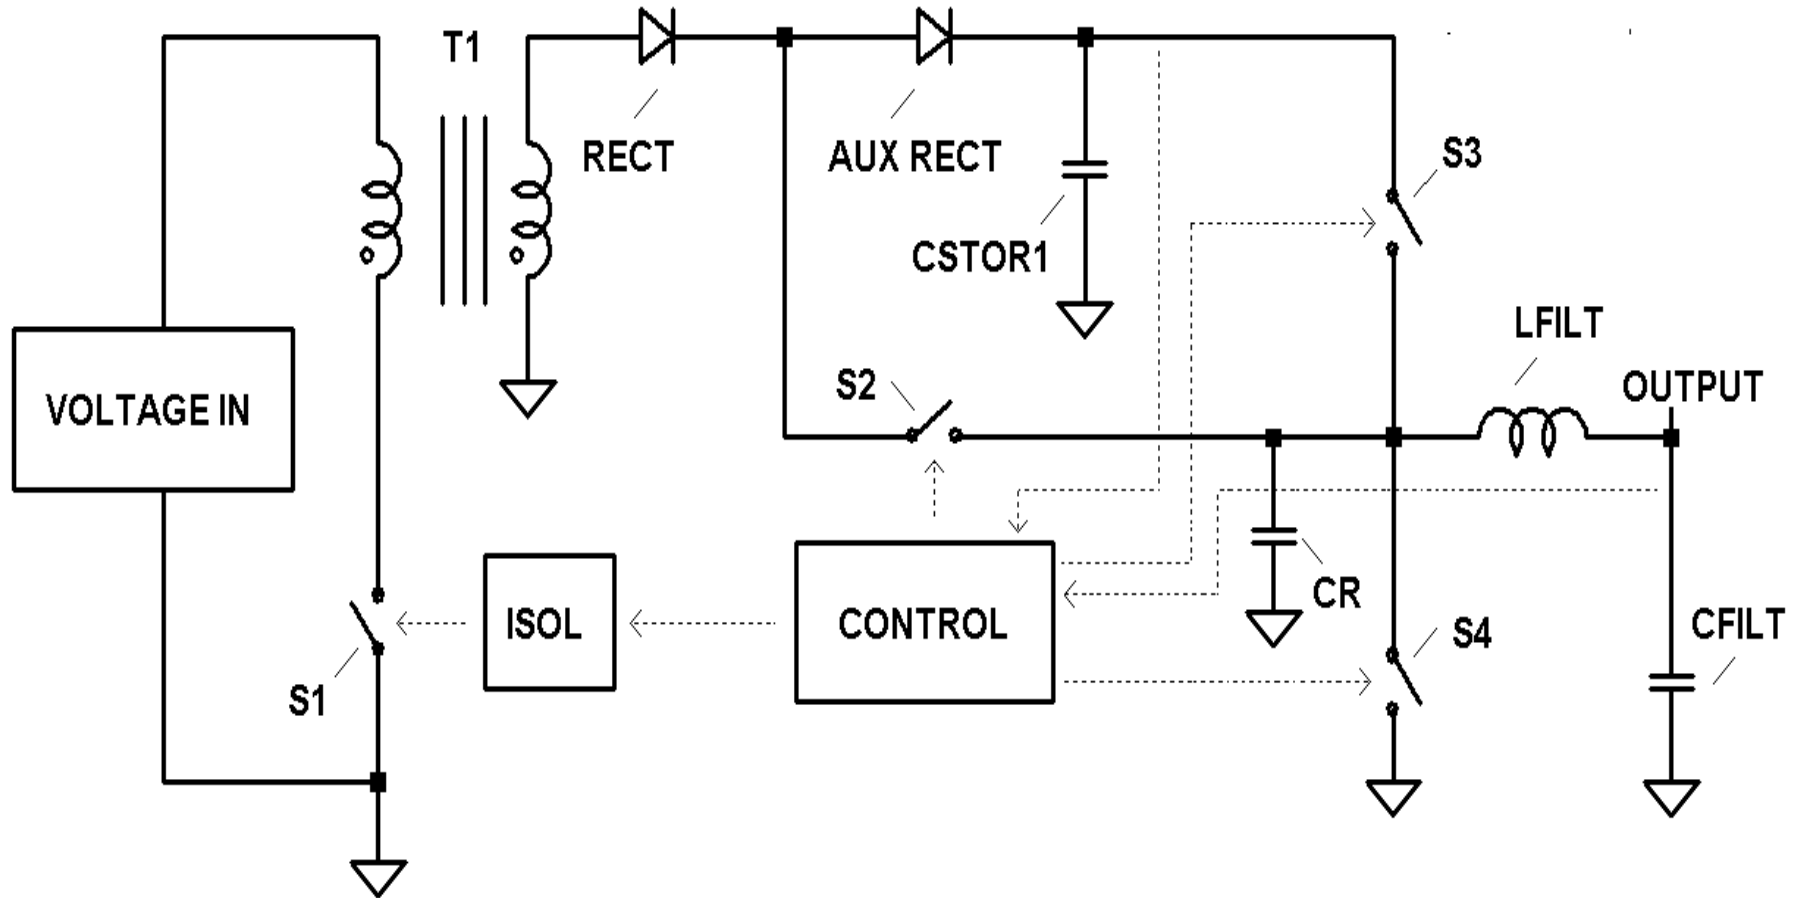 T1
RECT
AUX RECT
S3
CSTOR1
LFILT
S2
OUTPUT
VOLTAGE IN
CR
ISOL
CONTROL
S4
CFILT
S1